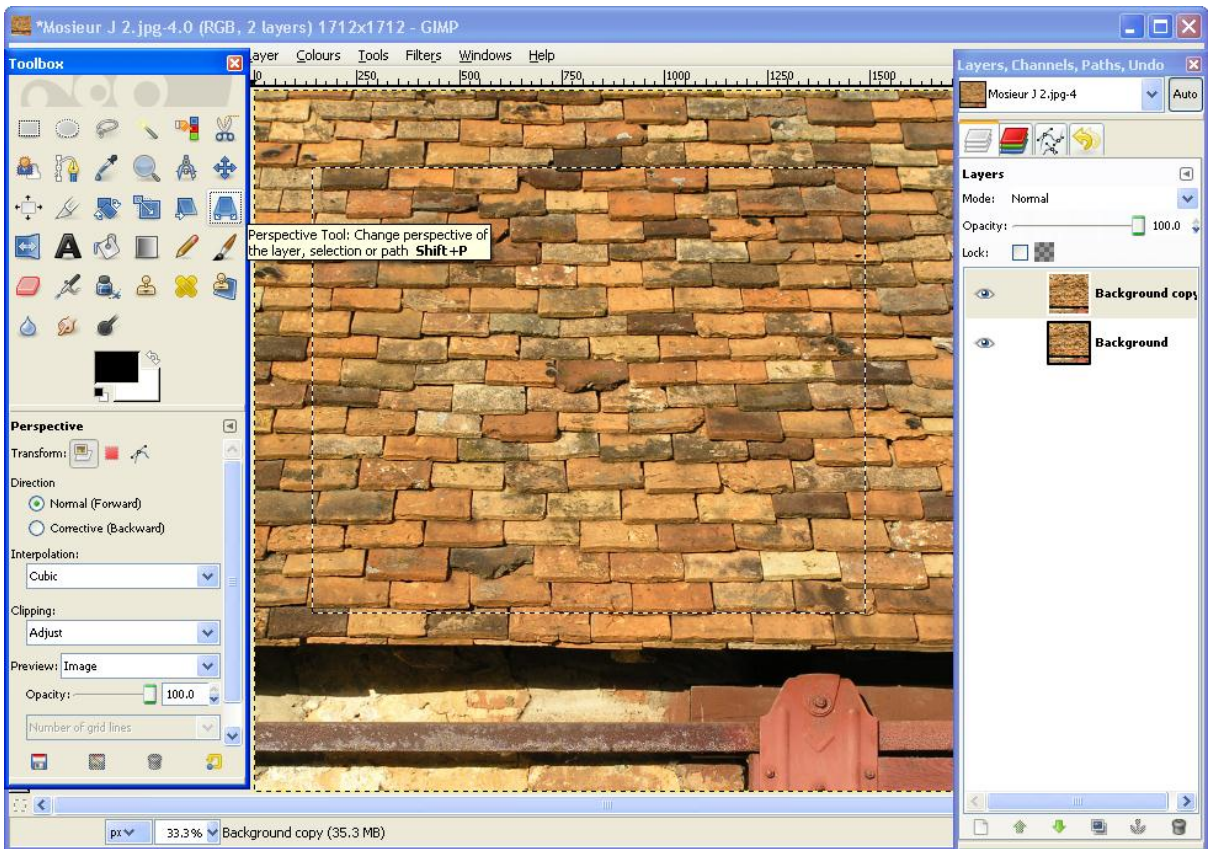 *Mosieur J 2.jpg-4.0 (RGB, 2 layers) 1712x1712 - GIMP
ayer Colours Tools Filters Windows Help
Toolbox
0 250 500 750 1000 1250 1500
Perspective Tool: Change perspective of
the layer, selection or path Shift+P
Perspective
Transform:
Direction
Normal (Forward)
Corrective (Backward)
Interpolation:
Cubic
Clipping:
Adjust
Preview: Image
Opacity: 100.0
Number of grid lines
px 33.3% Background copy (35.3 MB)
Layers, Channels, Paths, Undo
Mosieur J 2.jpg-4 Auto
Layers
Mode: Normal
Opacity: 100.0
Lock:
Background copy
Background